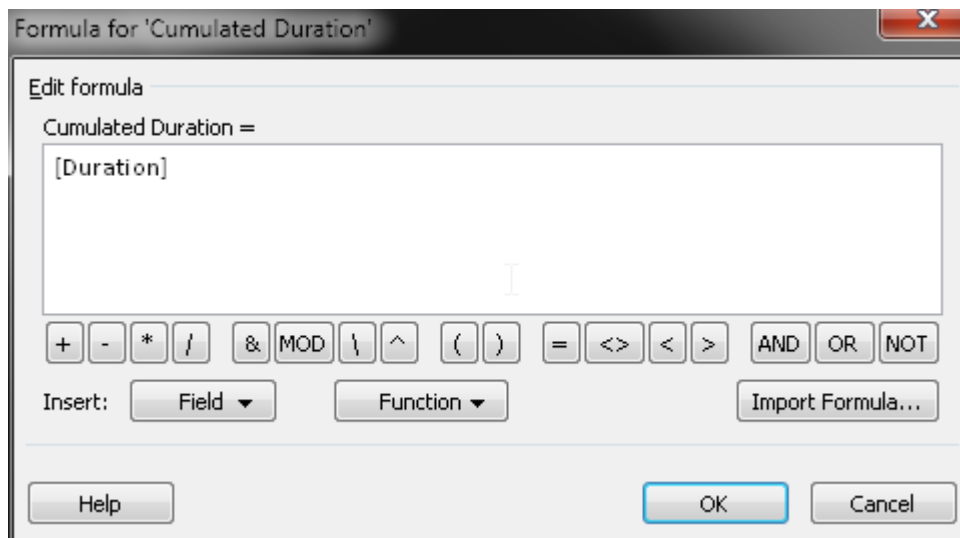 Formula for 'Cumulated Duration'
X
Edit formula
Cumulated Duration =
[Duration]
+ - * / & MOD \ ^ ( ) = <> < > AND OR NOT
Insert: Field Function Import Formula...
Help OK Cancel